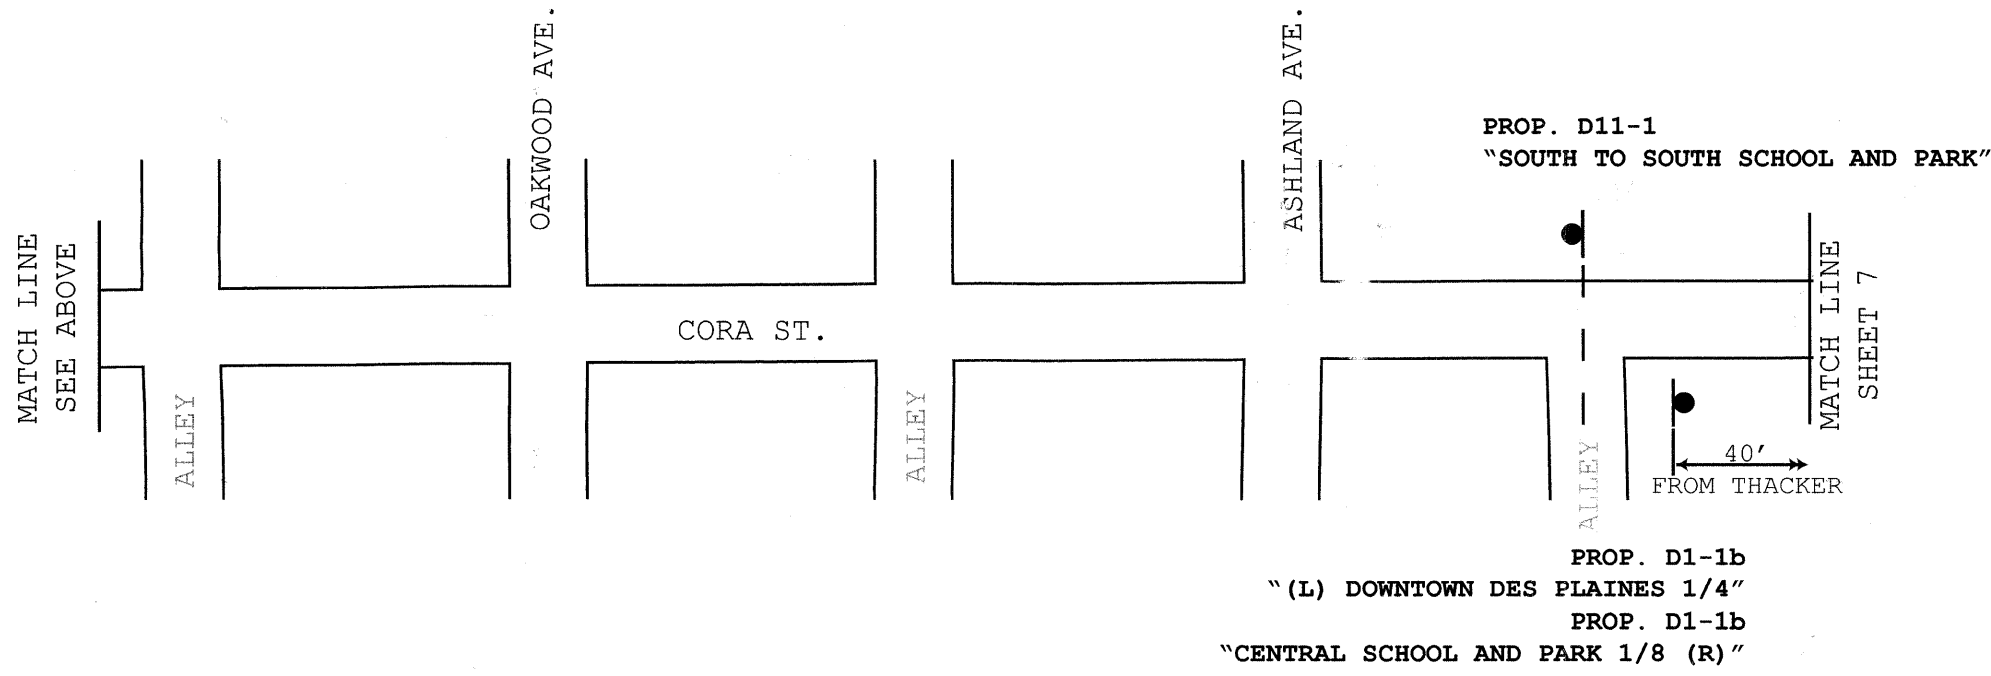 OAKWOOD AVE.
ASHLAND AVE.
PROP. D11-1
“SOUTH TO SOUTH SCHOOL AND PARK”
MATCH LINE
SEE ABOVE
CORA ST.
MATCH LINE
SHEET 7
ALLEY
ALLEY
ALLEY
40'
FROM THACKER
PROP. D1-1b
“(L) DOWNTOWN DES PLAINES 1/4”
PROP. D1-1b
“CENTRAL SCHOOL AND PARK 1/8 (R)”